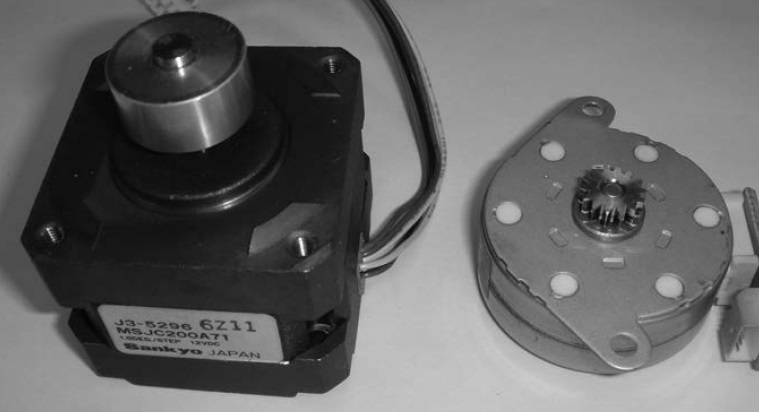 J3-5296 6Z11
MSJC200A71
1.8DEG/STEP 12VDC
Sankyo JAPAN